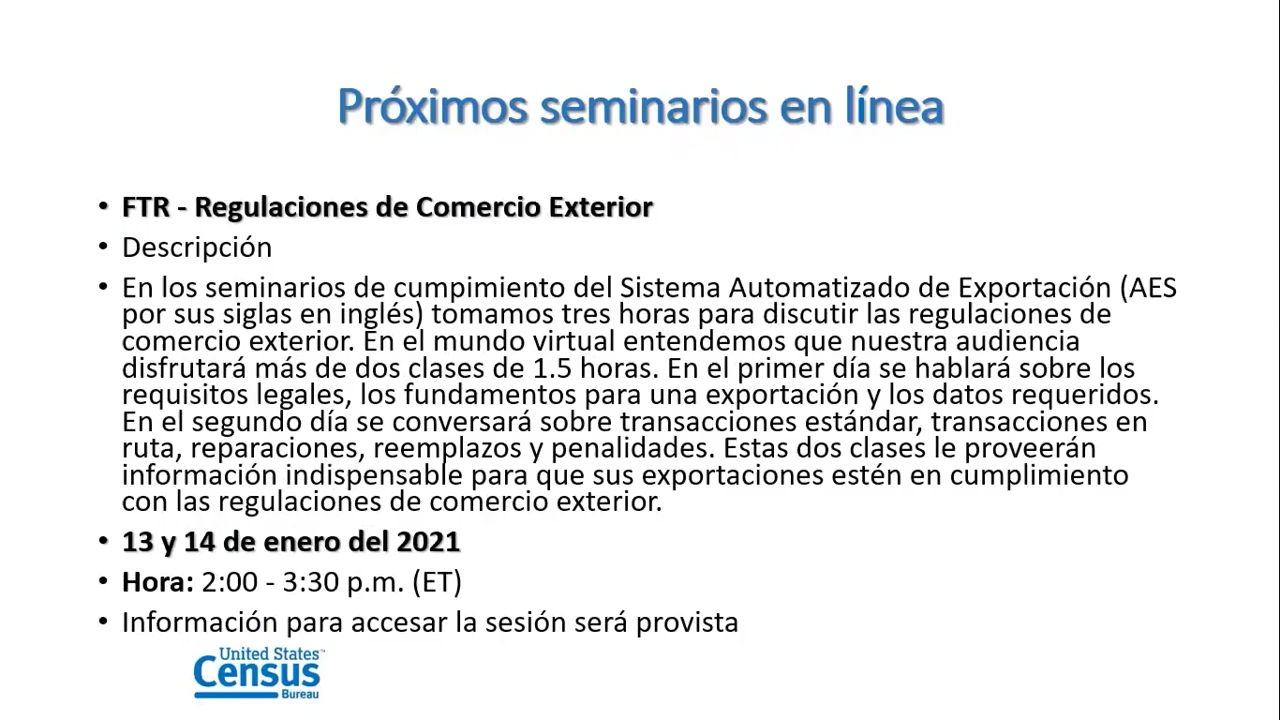 Próximos seminarios en línea
• FTR - Regulaciones de Comercio Exterior
• Descripción
• En los seminarios de cumpimiento del Sistema Automatizado de Exportación (AES
por sus siglas en inglés) tomamos tres horas para discutir las regulaciones de
comercio exterior. En el mundo virtual entendemos que nuestra audiencia
disfrutará más de dos clases de 1.5 horas. En el primer día se hablará sobre los
requisitos legales, los fundamentos para una exportación y los datos requeridos.
En el segundo día se conversará sobre transacciones estándar, transacciones en
ruta, reparaciones, reemplazos y penalidades. Estas dos clases le proveerán
información indispensable para que sus exportaciones estén en cumplimiento
con las regulaciones de comercio exterior.
• 13 y 14 de enero del 2021
• Hora: 2:00 - 3:30 p.m. (ET)
• Información para accesar la sesión será provista
United States™
Census
Bureau